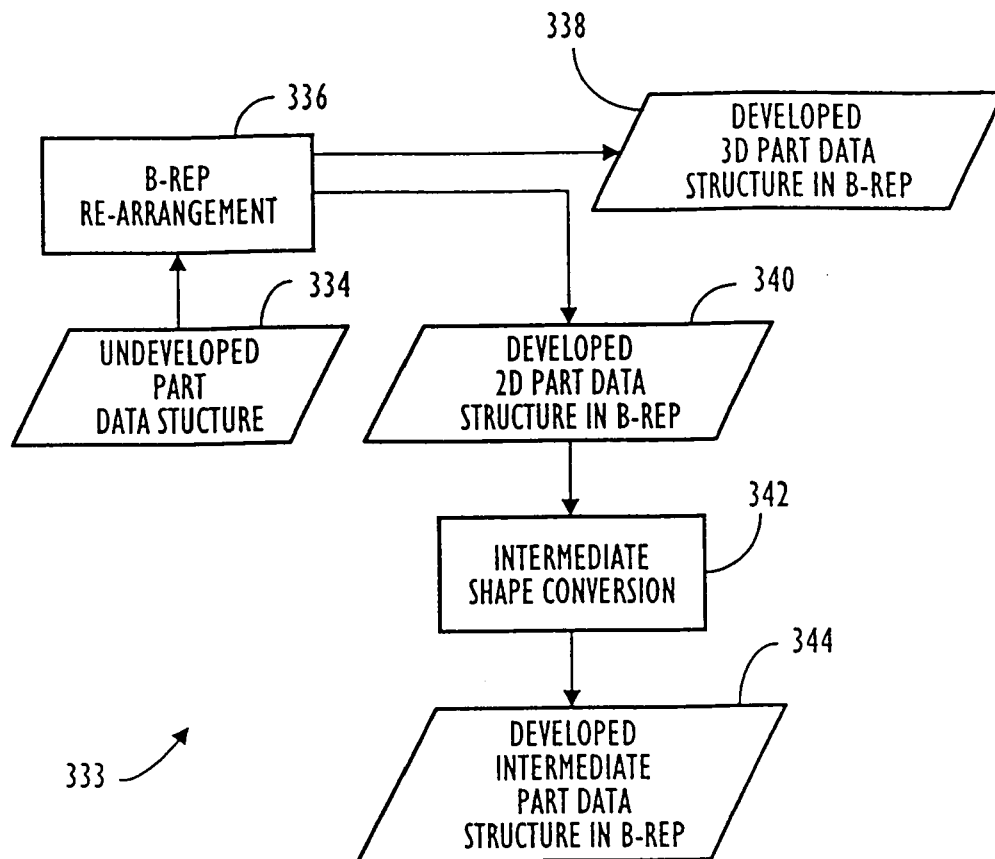 338
336
DEVELOPED
3D PART DATA
STRUCTURE IN B-REP
B-REP
RE-ARRANGEMENT
334
340
UNDEVELOPED
PART
DATA STUCTURE
DEVELOPED
2D PART DATA
STRUCTURE IN B-REP
342
INTERMEDIATE
SHAPE CONVERSION
344
333
DEVELOPED
INTERMEDIATE
PART DATA
STRUCTURE IN B-REP